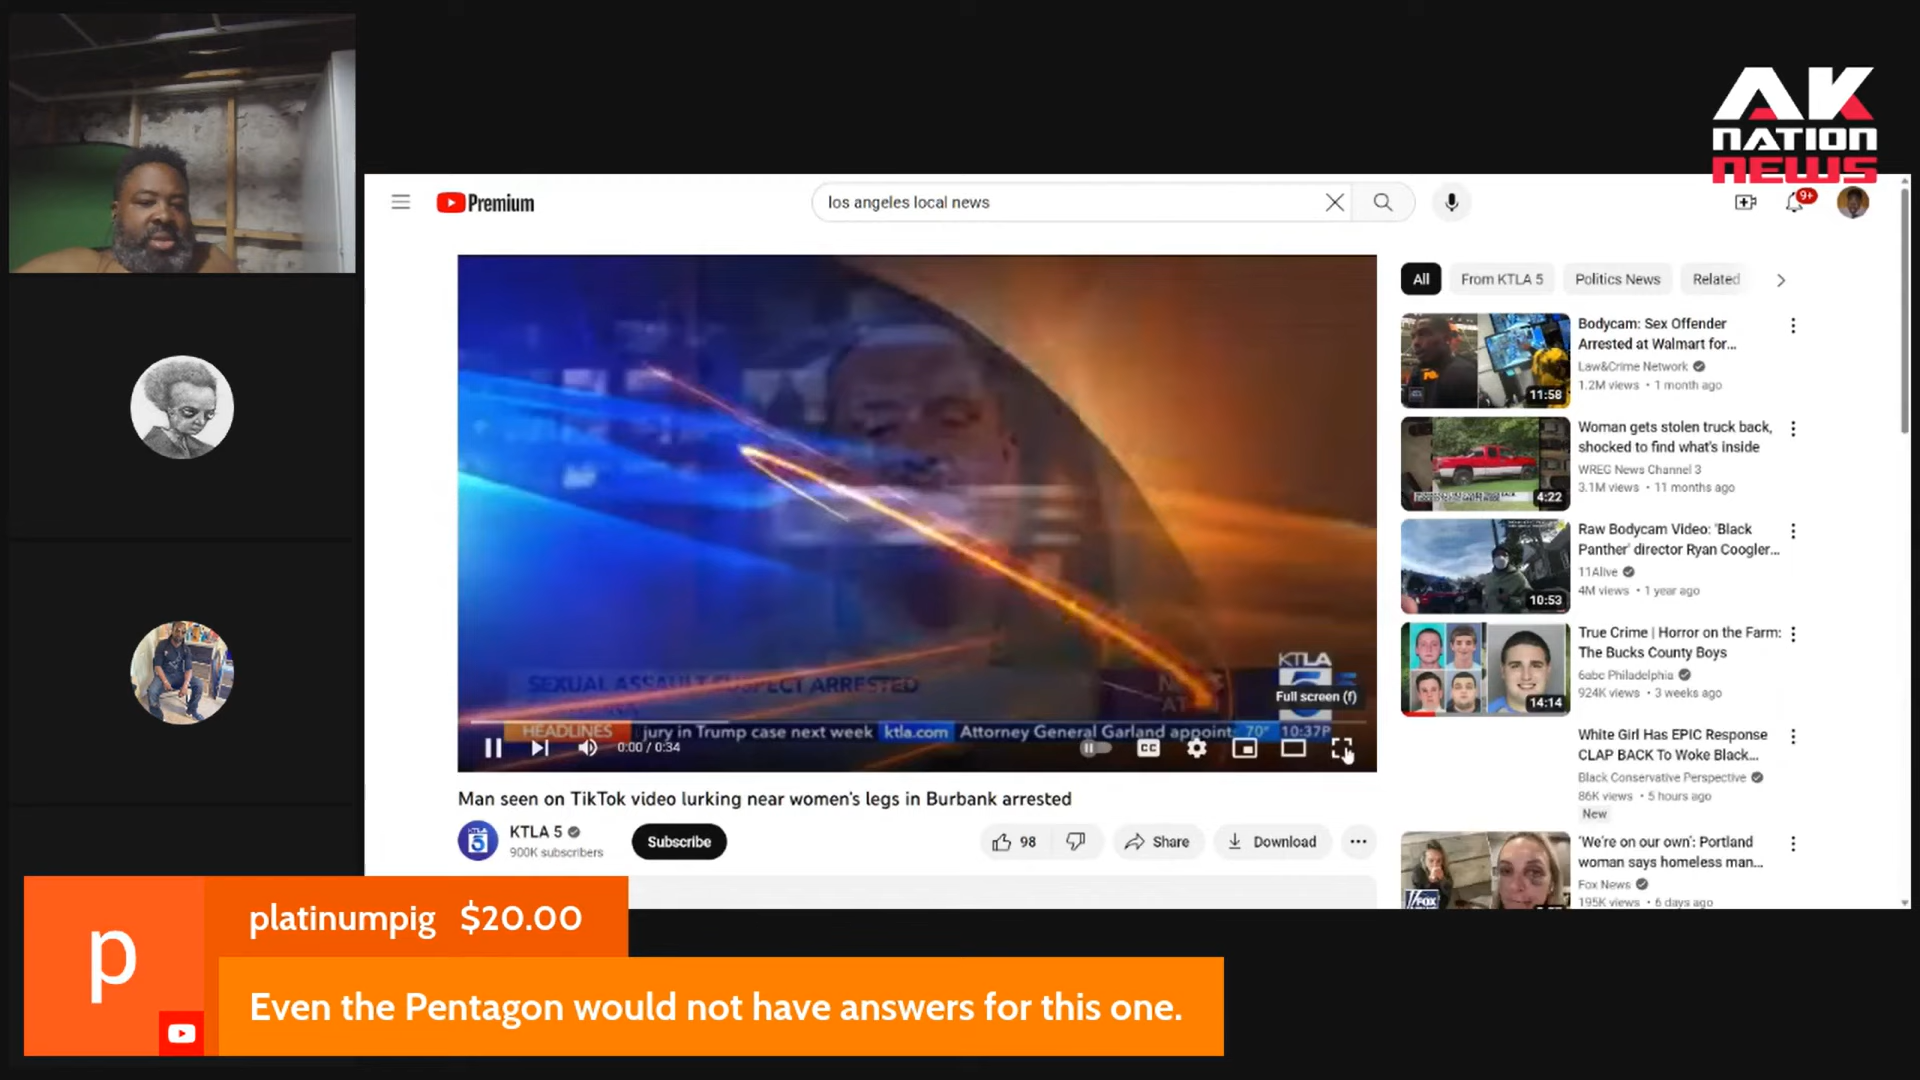 AK
NATION
NEWS
Premium
los angeles local news
9+
All
From KTLA 5
Politics News
Related
Bodycam: Sex Offender
Arrested at Walmart for...
Law&Crime Network
1.2M views • 1 month ago
11:58
Woman gets stolen truck back,
shocked to find what's inside
WREG News Channel 3
3.1M views • 11 months ago
4:22
Raw Bodycam Video: 'Black
Panther' director Ryan Coogler...
11Alive
4M views • 1 year ago
10:53
True Crime | Horror on the Farm:
The Bucks County Boys
6abc Philadelphia
924K views • 3 weeks ago
14:14
White Girl Has EPIC Response
CLAP BACK To Woke Black...
Black Conservative Perspective
86K views • 5 hours ago
New
'We're on our own': Portland
woman says homeless man...
Fox News
195K views • 6 days ago
FOX
KTLA
5
Full screen (f)
SEXUAL ASSAULT SUSPECT ARRESTED
HEADLINES jury in Trump case next week ktla.com Attorney General Garland appoint 70° 10:37P
0:00 / 0:34
CC
Man seen on TikTok video lurking near women's legs in Burbank arrested
KTLA 5
900K subscribers
Subscribe
98
Share
Download
p
platinumpig $20.00
Even the Pentagon would not have answers for this one.